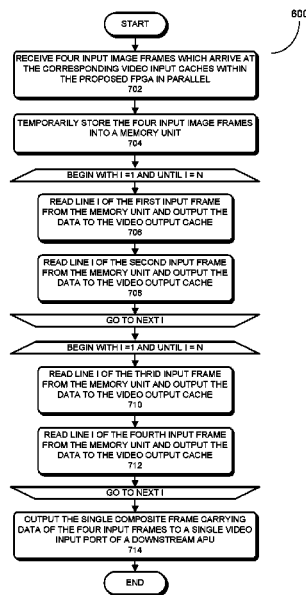 600
START
RECEIVE FOUR INPUT IMAGE FRAMES WHICH ARRIVE AT
THE CORRESPONDING VIDEO INPUT CACHES WITHIN
THE PROPOSED FPGA IN PARALLEL
702
TEMPORARILY STORE THE FOUR INPUT IMAGE FRAMES
INTO A MEMORY UNIT
704
BEGIN WITH I =1 AND UNTIL I = N
READ LINE I OF THE FIRST INPUT FRAME
FROM THE MEMORY UNIT AND OUTPUT THE
DATA TO THE VIDEO OUTPUT CACHE
706
READ LINE I OF THE SECOND INPUT FRAME
FROM THE MEMORY UNIT AND OUTPUT THE
DATA TO THE VIDEO OUTPUT CACHE
708
GO TO NEXT I
BEGIN WITH I =1 AND UNTIL I = N
READ LINE I OF THE THRID INPUT FRAME
FROM THE MEMORY UNIT AND OUTPUT THE
DATA TO THE VIDEO OUTPUT CACHE
710
READ LINE I OF THE FOURTH INPUT FRAME
FROM THE MEMORY UNIT AND OUTPUT THE
DATA TO THE VIDEO OUTPUT CACHE
712
GO TO NEXT I
OUTPUT THE SINGLE COMPOSITE FRAME CARRYING
DATA OF THE FOUR INPUT FRAMES TO A SINGLE VIDEO
INPUT PORT OF A DOWNSTREAM APU
714
END